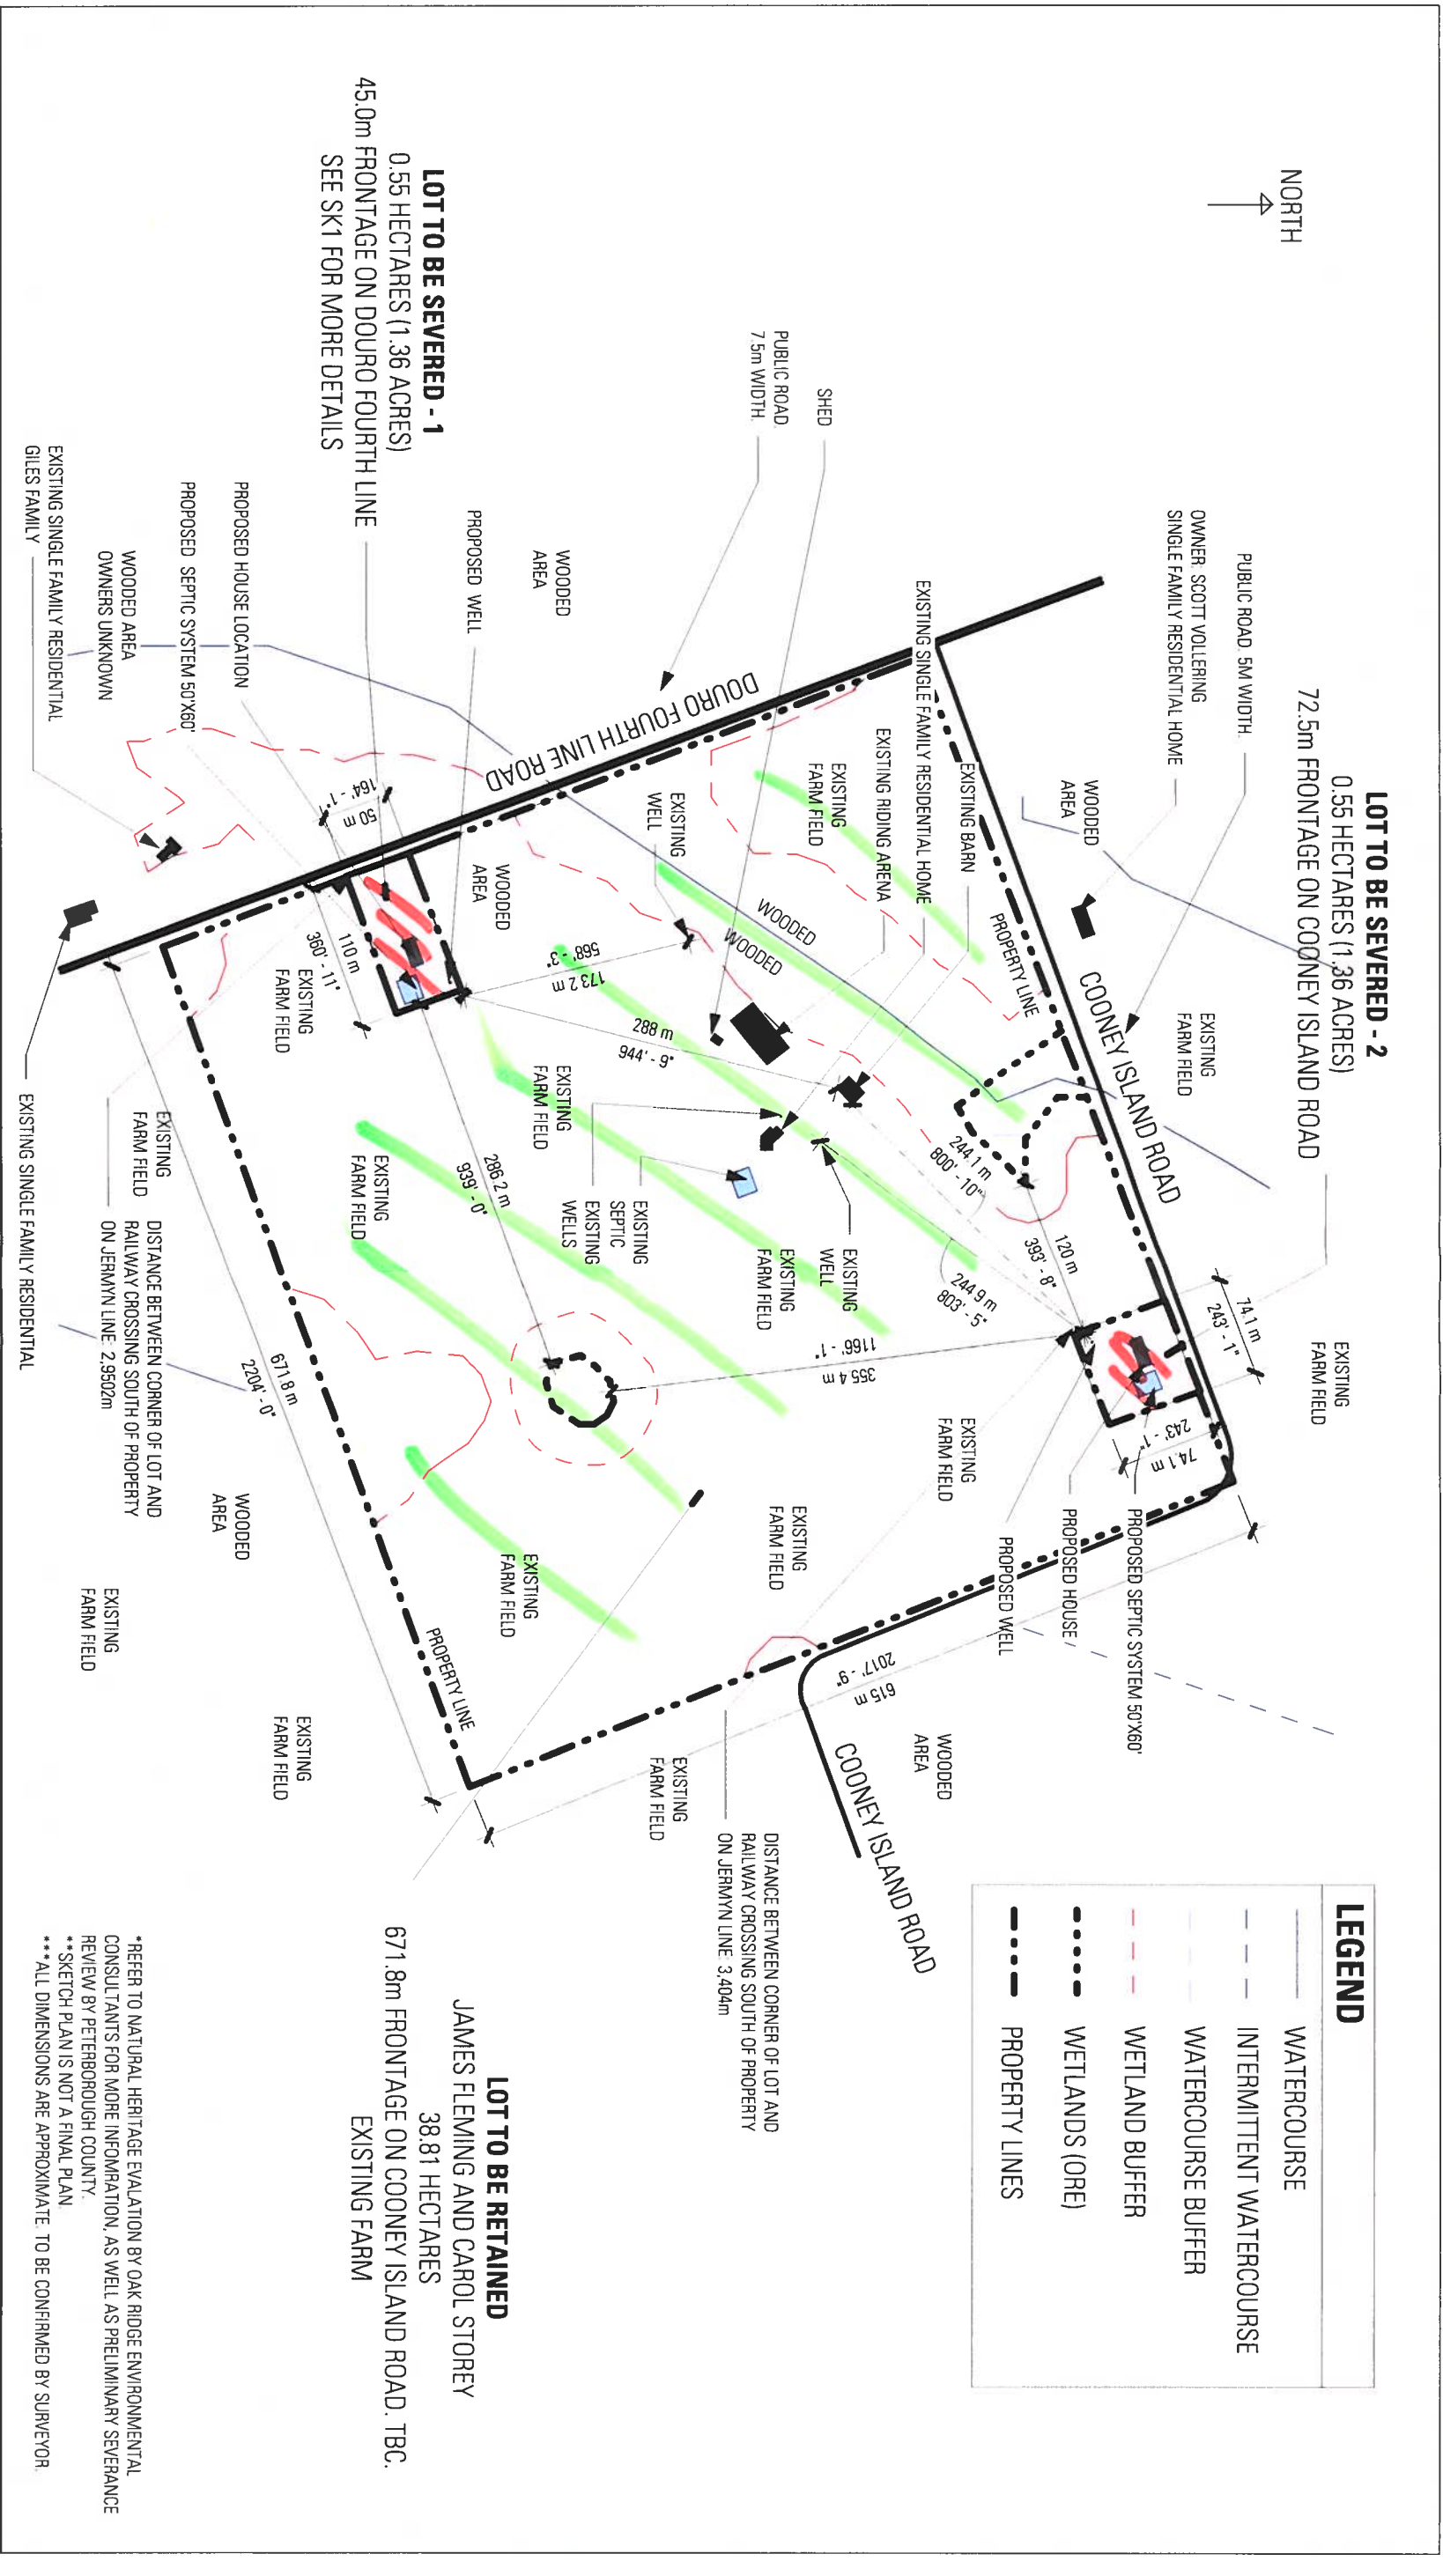 NORTH
LOT TO BE SEVERED - 2
0.55 HECTARES (1.36 ACRES)
72.5m FRONTAGE ON COONEY ISLAND ROAD
PUBLIC ROAD. 5M WIDTH.
OWNER: SCOTT VOLLERING
SINGLE FAMILY RESIDENTIAL HOME
WOODED
AREA
EXISTING
FARM FIELD
EXISTING
FARM FIELD
COONEY ISLAND ROAD
74.1 m
243' - 1"
74.1 m
243' - 1"
LEGEND
WATERCOURSE
INTERMITTENT WATERCOURSE
WATERCOURSE BUFFER
WETLAND BUFFER
WETLANDS (ORE)
PROPERTY LINES
PUBLIC ROAD.
7.5m WIDTH.
SHED
EXISTING BARN
EXISTING SINGLE FAMILY RESIDENTIAL HOME
EXISTING RIDING ARENA
EXISTING
FARM FIELD
PROPERTY LINE
120 m
393' - 8"
244.1 m
800' - 10"
244.9 m
803' - 5"
PROPOSED SEPTIC SYSTEM 50'X60'
PROPOSED HOUSE
PROPOSED WELL
EXISTING
FARM FIELD
WOODED
AREA
COONEY ISLAND ROAD
615 m
2017' - 9"
DOURO FOURTH LINE ROAD
WOODED
WOODED
EXISTING
WELL
EXISTING
WELL
EXISTING
FARM FIELD
355.4 m
1166' - 1"
EXISTING
FARM FIELD
EXISTING
FARM FIELD
DISTANCE BETWEEN CORNER OF LOT AND
RAILWAY CROSSING SOUTH OF PROPERTY
ON JERMYN LINE: 3,404m
WOODED
AREA
WOODED
AREA
173.2 m
568' - 3"
288 m
944' - 9"
EXISTING
SEPTIC
EXISTING
WELLS
EXISTING
FARM FIELD
286.2 m
939' - 0"
EXISTING
FARM FIELD
EXISTING
FARM FIELD
PROPERTY LINE
LOT TO BE SEVERED - 1
0.55 HECTARES (1.36 ACRES)
45.0m FRONTAGE ON DOURO FOURTH LINE
SEE SK1 FOR MORE DETAILS
PROPOSED WELL
PROPOSED HOUSE LOCATION
PROPOSED SEPTIC SYSTEM 50'X60'
WOODED AREA
OWNERS UNKNOWN
EXISTING SINGLE FAMILY RESIDENTIAL
GILES FAMILY
50 m
164' - 1"
110 m
360' - 11"
EXISTING
FARM FIELD
EXISTING
FARM FIELD
DISTANCE BETWEEN CORNER OF LOT AND
RAILWAY CROSSING SOUTH OF PROPERTY
ON JERMYN LINE: 2,9502m
671.8 m
2204' - 0"
WOODED
AREA
EXISTING
FARM FIELD
EXISTING
FARM FIELD
EXISTING SINGLE FAMILY RESIDENTIAL
LOT TO BE RETAINED
JAMES FLEMING AND CAROL STOREY
38.81 HECTARES
671.8m FRONTAGE ON COONEY ISLAND ROAD. TBC.
EXISTING FARM
*REFER TO NATURAL HERITAGE EVALATION BY OAK RIDGE ENVIRONMENTAL
CONSULTANTS FOR MORE INFOMRATION, AS WELL AS PRELIMINARY SEVERANCE
REVIEW BY PETERBOROUGH COUNTY.
**SKETCH PLAN IS NOT A FINAL PLAN.
***ALL DIMENSIONS ARE APPROXIMATE. TO BE CONFIRMED BY SURVEYOR.